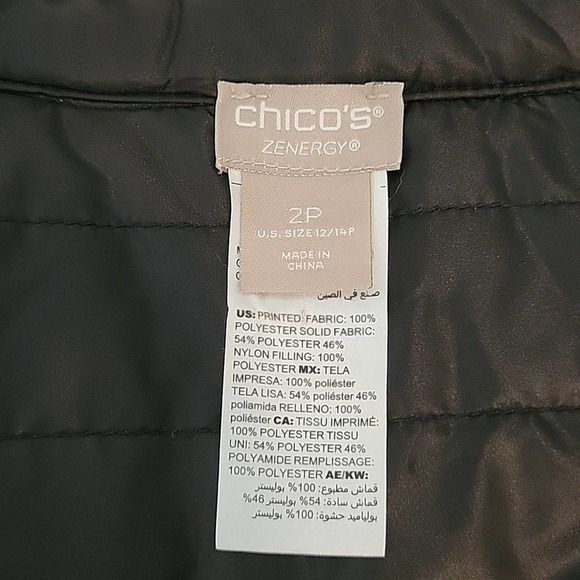 chico's®
ZENERGY®
2P
U.S. SIZE 12/14P
MADE IN
CHINA
صنع في الصين
US: PRINTED FABRIC: 100%
POLYESTER SOLID FABRIC:
54% POLYESTER 46%
NYLON FILLING: 100%
POLYESTER MX: TELA
IMPRESA: 100% poliéster
TELA LISA: 54% poliéster 46%
poliamida RELLENO: 100%
poliéster CA: TISSU IMPRIMÉ:
100% POLYESTER TISSU
UNI: 54% POLYESTER 46%
POLYAMIDE REMPLISSAGE:
100% POLYESTER AE/KW:
قماش مطبوع: 100% بوليستر
قماش سادة: 54% بوليستر 46%
بولياميد حشوة: 100% بوليستر